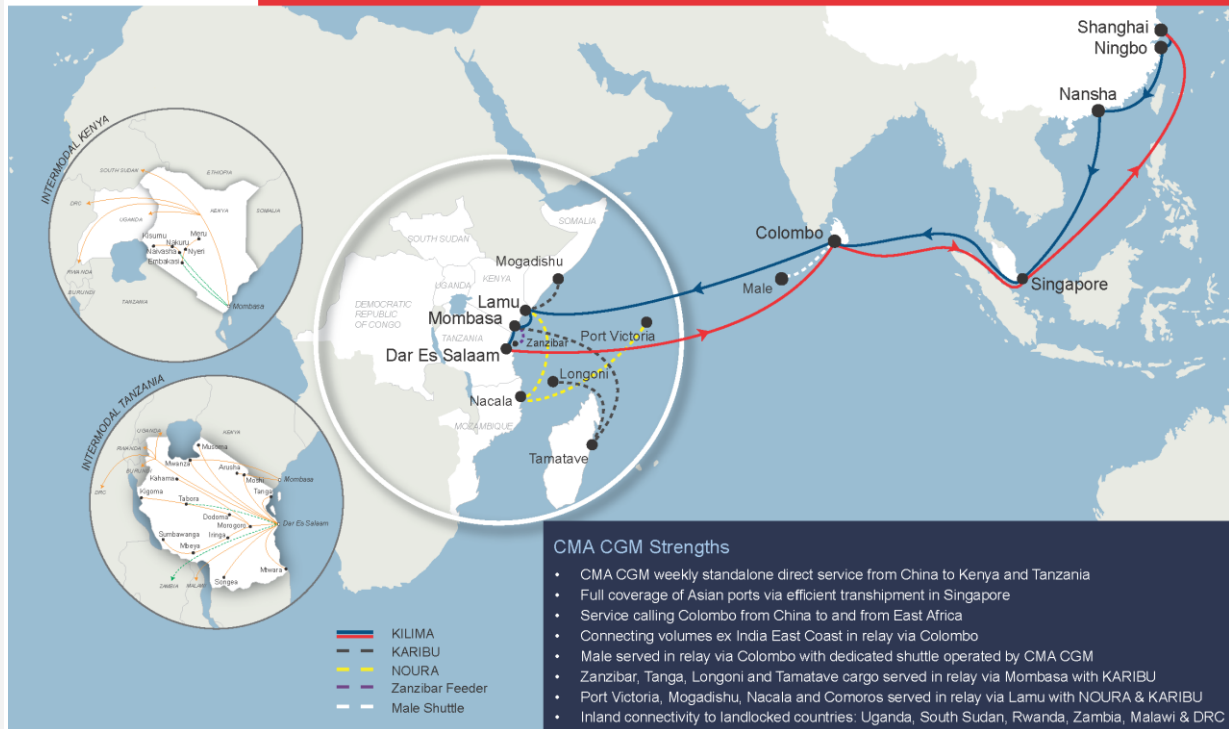 Shanghai
Ningbo
Nansha
Colombo
Male
Singapore
INTERMODAL KENYA
SOUTH SUDAN
ETHIOPIA
DRC
UGANDA
KENYA
SOMALIA
Kisumu
Meru
Nakuru
Naivasha
Nyeri
Embakasi
RWANDA
BURUNDI
TANZANIA
Mombasa
SOMALIA
SOUTH SUDAN
Mogadishu
KENYA
UGANDA
Lamu
DEMOCRATIC
REPUBLIC
OF CONGO
Mombasa
TANZANIA
Zanzibar
Port Victoria
Dar Es Salaam
Longoni
Nacala
MOZAMBIQUE
Tamatave
INTERMODAL TANZANIA
UGANDA
KENYA
RWANDA
Musoma
BURUNDI
Mwanza
Arusha
Kahama
Moshi
Mombasa
DRC
Kigoma
Tanga
Tabora
Dodoma
Dar Es Salaam
Morogoro
Sumbawanga
Iringa
Mbeya
Songea
Mtwara
ZAMBIA
MALAWI
KILIMA
KARIBU
NOURA
Zanzibar Feeder
Male Shuttle
CMA CGM Strengths
• CMA CGM weekly standalone direct service from China to Kenya and Tanzania
• Full coverage of Asian ports via efficient transhipment in Singapore
• Service calling Colombo from China to and from East Africa
• Connecting volumes ex India East Coast in relay via Colombo
• Male served in relay via Colombo with dedicated shuttle operated by CMA CGM
• Zanzibar, Tanga, Longoni and Tamatave cargo served in relay via Mombasa with KARIBU
• Port Victoria, Mogadishu, Nacala and Comoros served in relay via Lamu with NOURA & KARIBU
• Inland connectivity to landlocked countries: Uganda, South Sudan, Rwanda, Zambia, Malawi & DRC